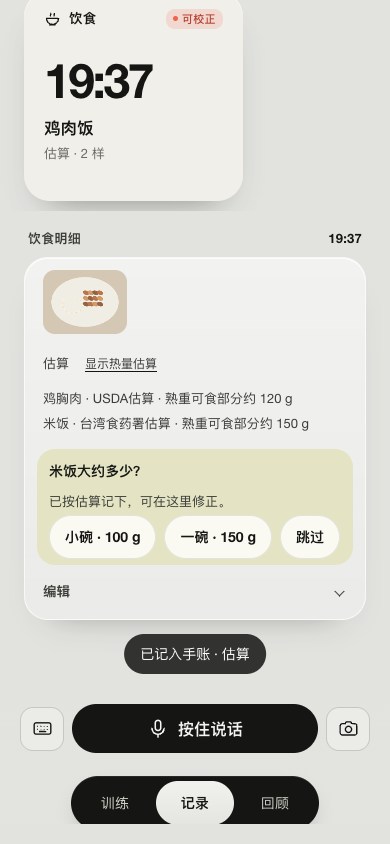 饮食
可校正
19:37
鸡肉饭
估算 · 2 样
饮食明细
19:37
估算 显示热量估算
鸡胸肉 · USDA估算 · 熟重可食部分约 120 g
米饭 · 台湾食药署估算 · 熟重可食部分约 150 g
米饭大约多少?
已按估算记下，可在这里修正。
小碗 · 100 g 一碗 · 150 g 跳过
编辑
已记入手账 · 估算
按住说话
训练 记录 回顾